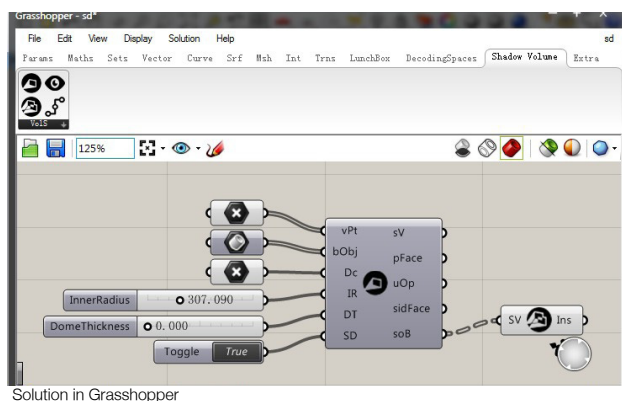 Grasshopper - sd*
File Edit View Display Solution Help sd
Params Maths Sets Vector Curve Srf Msh Int Trns LunchBox DecodingSpaces Shadow Volume Extra
VolS
125%
vPt sV
bObj pFace
Dc uOp
IR sidFace
DT soB
SD
InnerRadius 307.090
DomeThickness 0.000
Toggle True
SV Ins
Solution in Grasshopper